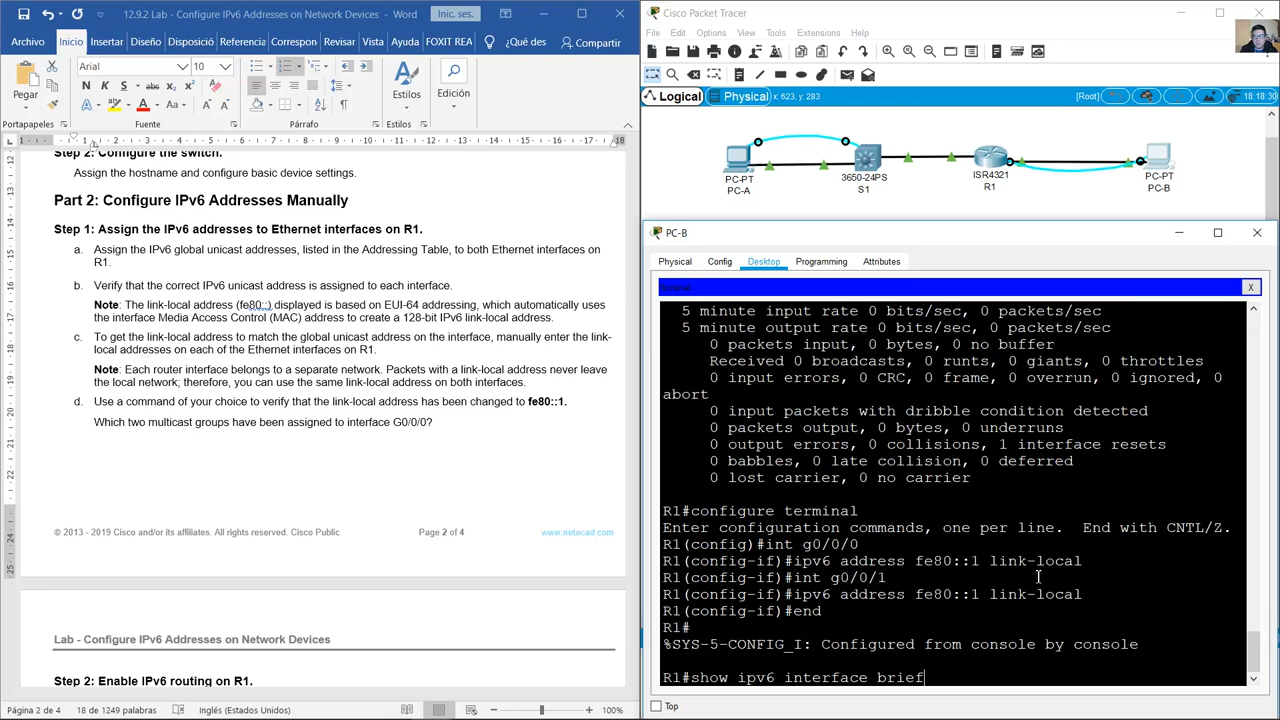 12.9.2 Lab - Configure IPv6 Addresses on Network Devices - Word
Inic. ses.
Archivo
Inicio
Insertar
Diseño
Disposició
Referencia
Correspon
Revisar
Vista
Ayuda
FOXIT REA
¿Qué des
Compartir
Pegar
Arial
10
Estilos
Edición
Portapapeles
Fuente
Párrafo
Estilos
Step 2: Configure the switch.
Assign the hostname and configure basic device settings.
Part 2: Configure IPv6 Addresses Manually
Step 1: Assign the IPv6 addresses to Ethernet interfaces on R1.
a. Assign the IPv6 global unicast addresses, listed in the Addressing Table, to both Ethernet interfaces on
R1.
b. Verify that the correct IPv6 unicast address is assigned to each interface.
Note: The link-local address (fe80::) displayed is based on EUI-64 addressing, which automatically uses
the interface Media Access Control (MAC) address to create a 128-bit IPv6 link-local address.
c. To get the link-local address to match the global unicast address on the interface, manually enter the link-
local addresses on each of the Ethernet interfaces on R1.
Note: Each router interface belongs to a separate network. Packets with a link-local address never leave
the local network; therefore, you can use the same link-local address on both interfaces.
d. Use a command of your choice to verify that the link-local address has been changed to fe80::1.
Which two multicast groups have been assigned to interface G0/0/0?
© 2013 - 2019 Cisco and/or its affiliates. All rights reserved. Cisco Public
Page 2 of 4
www.netacad.com
Lab - Configure IPv6 Addresses on Network Devices
Step 2: Enable IPv6 routing on R1.
Página 2 de 4
18 de 1249 palabras
Inglés (Estados Unidos)
100%
Cisco Packet Tracer
File Edit Options View Tools Extensions Help
Logical
Physical
x: 623, y: 283
[Root]
18:18:30
PC-PT
PC-A
3650-24PS
S1
ISR4321
R1
PC-PT
PC-B
PC-B
Physical Config Desktop Programming Attributes
Terminal
X
5 minute input rate 0 bits/sec, 0 packets/sec
5 minute output rate 0 bits/sec, 0 packets/sec
0 packets input, 0 bytes, 0 no buffer
Received 0 broadcasts, 0 runts, 0 giants, 0 throttles
0 input errors, 0 CRC, 0 frame, 0 overrun, 0 ignored, 0
abort
0 input packets with dribble condition detected
0 packets output, 0 bytes, 0 underruns
0 output errors, 0 collisions, 1 interface resets
0 babbles, 0 late collision, 0 deferred
0 lost carrier, 0 no carrier
R1#configure terminal
Enter configuration commands, one per line. End with CNTL/Z.
R1(config)#int g0/0/0
R1(config-if)#ipv6 address fe80::1 link-local
R1(config-if)#int g0/0/1
R1(config-if)#ipv6 address fe80::1 link-local
R1(config-if)#end
R1#
%SYS-5-CONFIG_I: Configured from console by console
R1#show ipv6 interface brief
Top